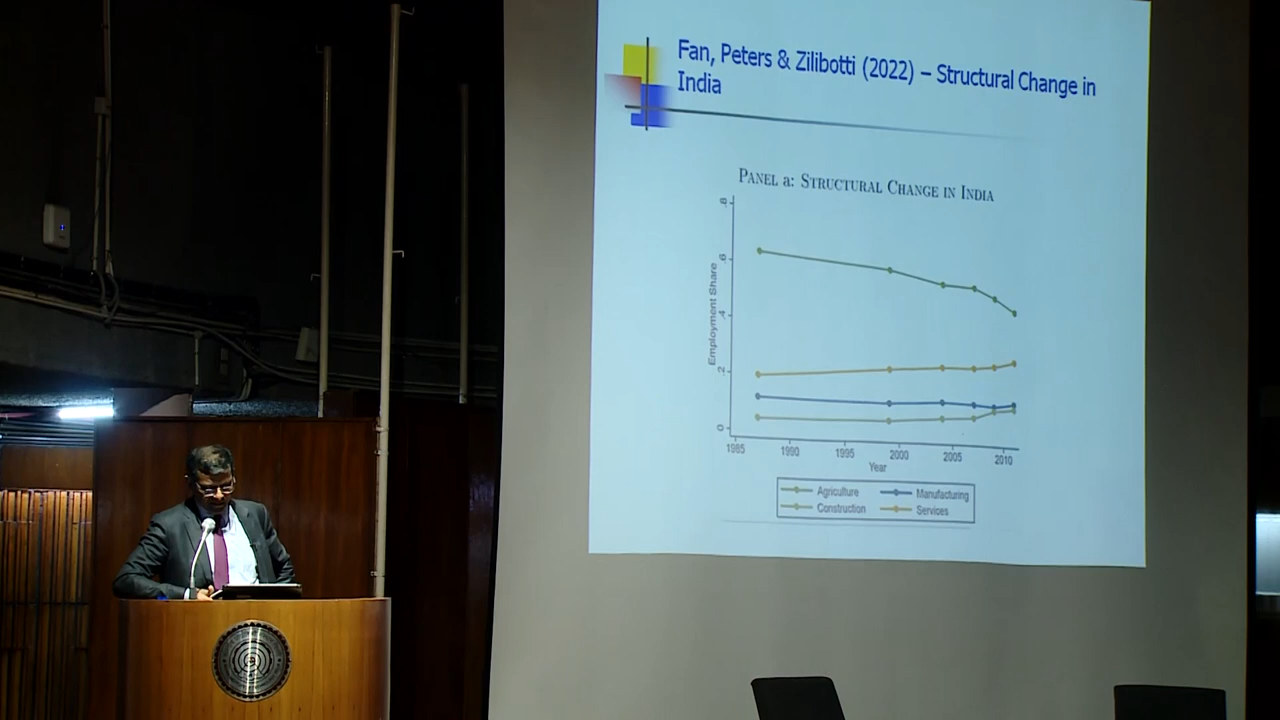 Fan, Peters & Zilibotti (2022) – Structural Change in
India
PANEL a: STRUCTURAL CHANGE IN INDIA
.8
.6
.4
.2
0
Employment Share
1985 1990 1995 2000 2005 2010
Year
Agriculture Manufacturing
Construction Services